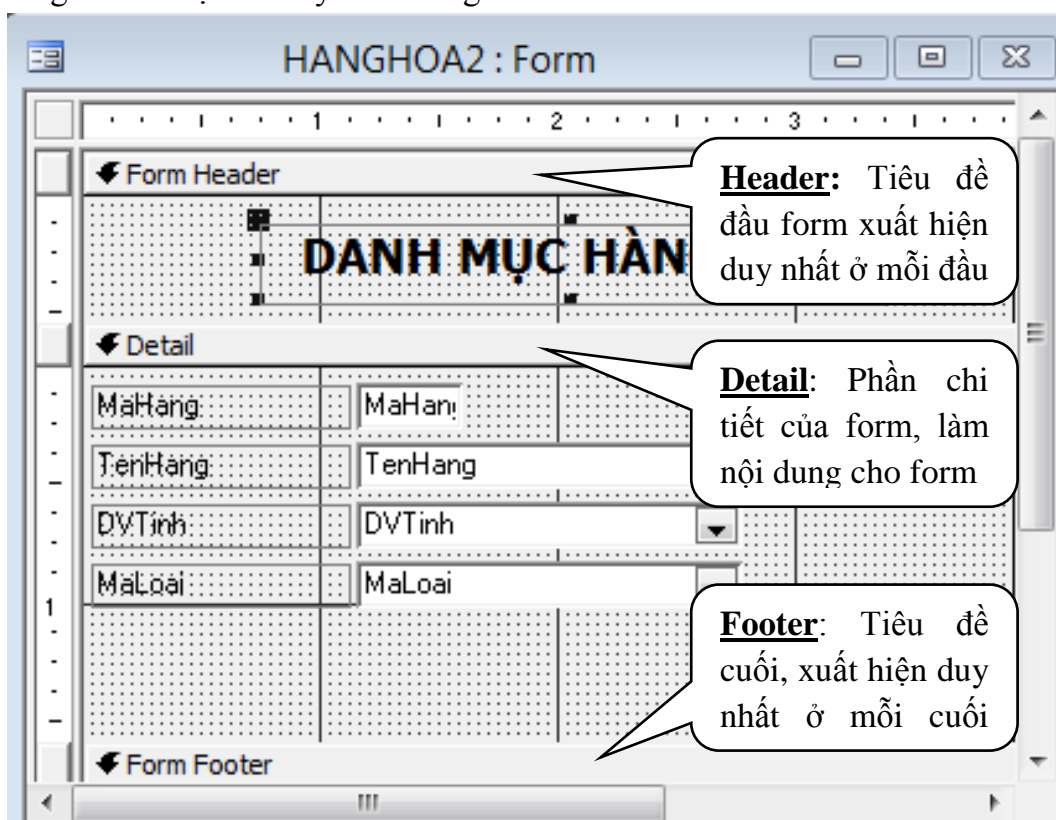 HANGHOA2 : Form
1 2 3
Form Header
Header: Tiêu đề
đầu form xuất hiện
duy nhất ở mỗi đầu
DANH MỤC HÀN
Detail
Detail: Phần chi
tiết của form, làm
nội dung cho form
MaHang
MaHang
TenHang
TenHang
DVTính
DVTinh
MaLoai
MaLoai
1
Footer: Tiêu đề
cuối, xuất hiện duy
nhất ở mỗi cuối
Form Footer